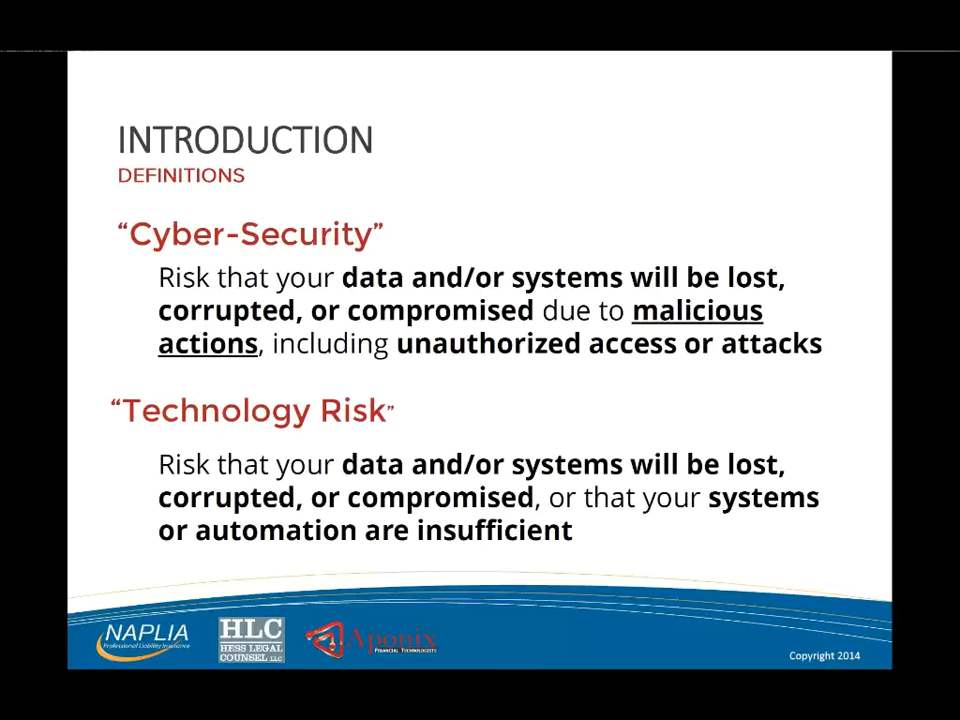 INTRODUCTION
DEFINITIONS
“Cyber-Security”
Risk that your data and/or systems will be lost,
corrupted, or compromised due to malicious
actions, including unauthorized access or attacks
“Technology Risk”
Risk that your data and/or systems will be lost,
corrupted, or compromised, or that your systems
or automation are insufficient
NAPLIA
Professional Liability Insurance
HLC
HESS LEGAL
COUNSEL LLC
Aponix
FINANCIAL TECHNOLOGISTS
Copyright 2014